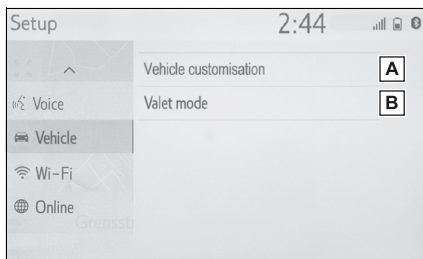 Setup
2:44
Vehicle customisation A
Voice
Valet mode B
Vehicle
Wi-Fi
Online